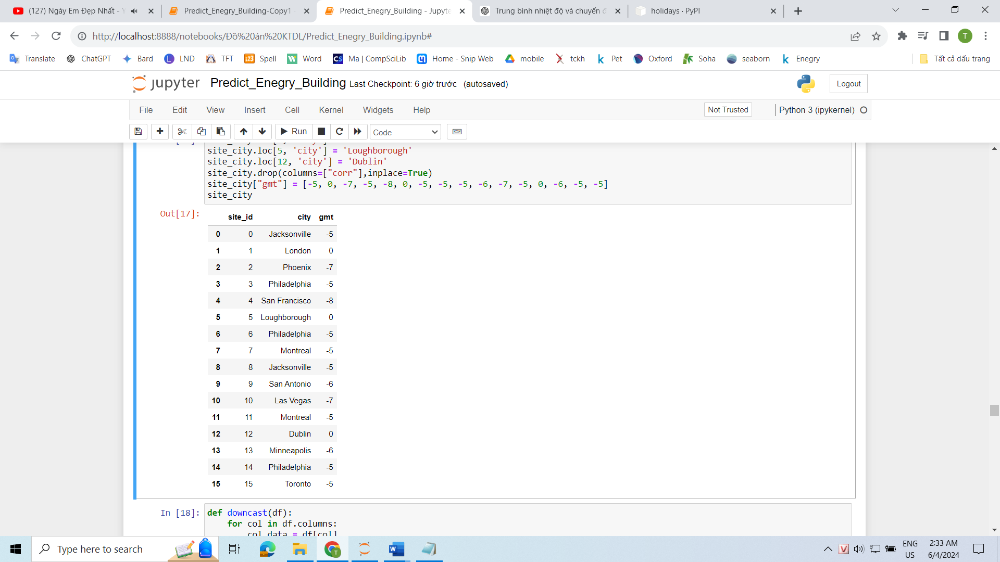 (127) Ngày Em Đẹp Nhất - Y
Predict_Enegry_Building-Copy1 -
Predict_Enegry_Building - Jupyte
Trung bình nhiệt độ và chuyển đ
holidays · PyPI
http://localhost:8888/notebooks/Đồ%20án%20KTDL/Predict_Enegry_Building.ipynb#
T
Translate ChatGPT Bard LND TFT Spell Word Ma | CompSciLib Home - Snip Web mobile tckh Pet Oxford Soha seaborn Enegry Tất cả dấu trang
jupyter Predict_Enegry_Building Last Checkpoint: 6 giờ trước (autosaved) Logout
File Edit View Insert Cell Kernel Widgets Help Not Trusted Python 3 (ipykernel)
Run Code
site_city.loc[5, 'city'] = 'Loughborough'
site_city.loc[12, 'city'] = 'Dublin'
site_city.drop(columns=["corr"],inplace=True)
site_city["gmt"] = [-5, 0, -7, -5, -8, 0, -5, -5, -5, -6, -7, -5, 0, -6, -5, -5]
site_city
Out[17]:
site_id city gmt
0 0 Jacksonville -5
1 1 London 0
2 2 Phoenix -7
3 3 Philadelphia -5
4 4 San Francisco -8
5 5 Loughborough 0
6 6 Philadelphia -5
7 7 Montreal -5
8 8 Jacksonville -5
9 9 San Antonio -6
10 10 Las Vegas -7
11 11 Montreal -5
12 12 Dublin 0
13 13 Minneapolis -6
14 14 Philadelphia -5
15 15 Toronto -5
In [18]: def downcast(df):
for col in df.columns:
col_data = df[col]
Type here to search
ENG
US
2:33 AM
6/4/2024